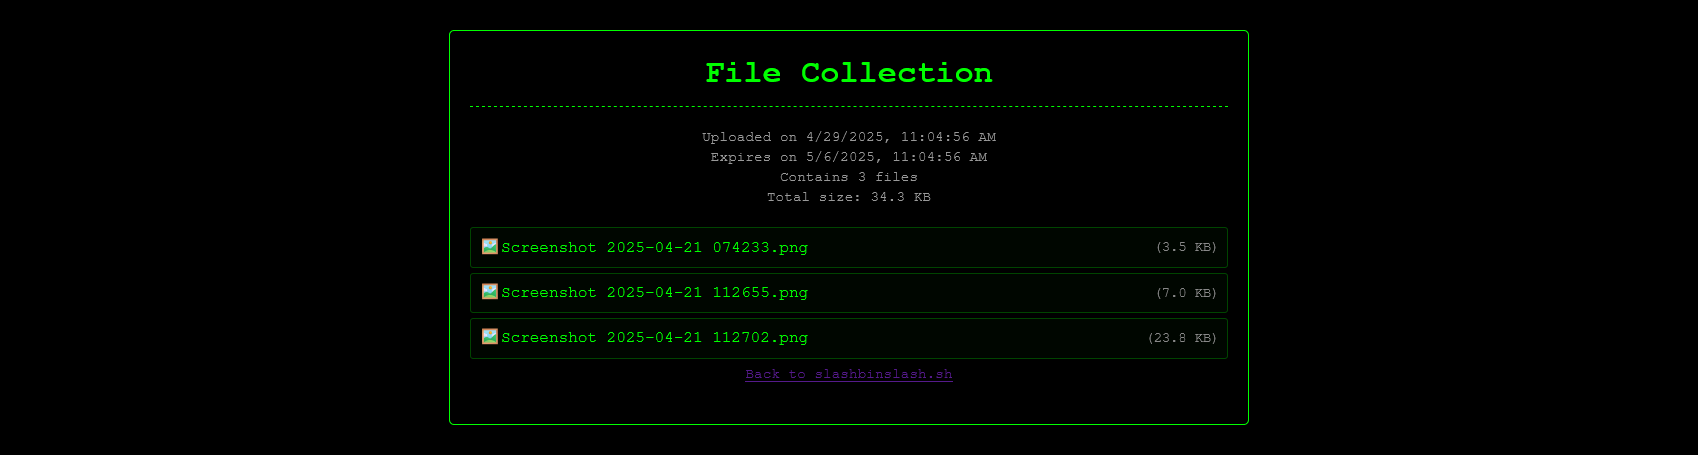 File Collection
Uploaded on 4/29/2025, 11:04:56 AM
Expires on 5/6/2025, 11:04:56 AM
Contains 3 files
Total size: 34.3 KB
Screenshot 2025-04-21 074233.png (3.5 KB)
Screenshot 2025-04-21 112655.png (7.0 KB)
Screenshot 2025-04-21 112702.png (23.8 KB)
Back to slashbinslash.sh